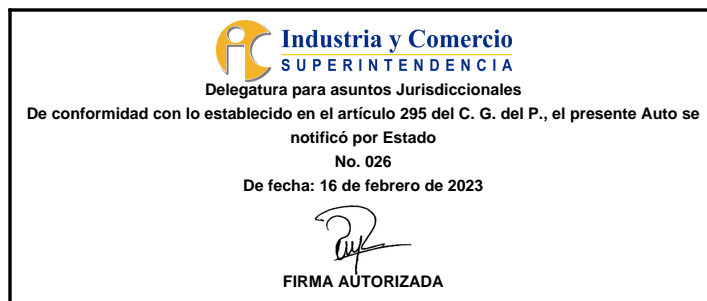 Industria y Comercio
SUPERINTENDENCIA
Delegatura para asuntos Jurisdiccionales
De conformidad con lo establecido en el artículo 295 del C. G. del P., el presente Auto se
notificó por Estado
No. 026
De fecha: 16 de febrero de 2023
FIRMA AUTORIZADA